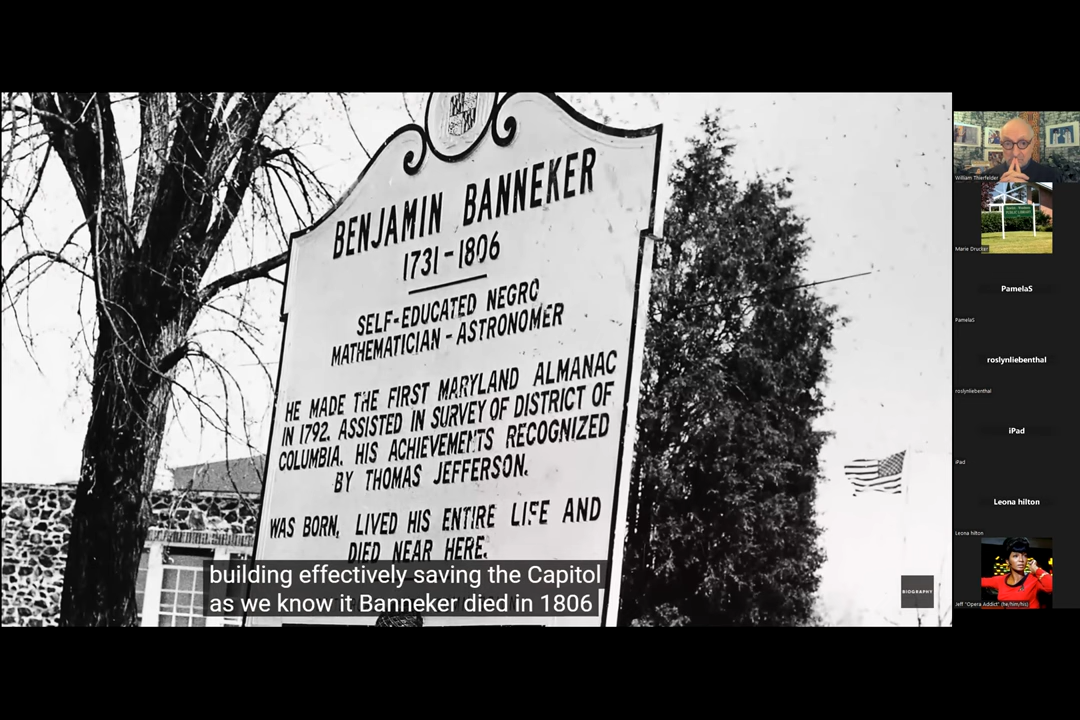 BENJAMIN BANNEKER
1731-1806
SELF-EDUCATED NEGRO
MATHEMATICIAN-ASTRONOMER
HE MADE THE FIRST MARYLAND ALMANAC
IN 1792. ASSISTED IN SURVEY OF DISTRICT OF
COLUMBIA. HIS ACHIEVEMENTS RECOGNIZED
BY THOMAS JEFFERSON.
WAS BORN, LIVED HIS ENTIRE LIFE AND
DIED NEAR HERE.
building effectively saving the Capitol
as we know it Banneker died in 1806
BIOGRAPHY
William Thierfelder
PUBLIC LIBRARY
Marie Drucker
PamelaS
PamelaS
roslynliebenthal
roslynliebenthal
iPad
iPad
Leona hilton
Leona hilton
Jeff "Opera Addict" (he/him/his)